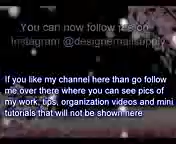 You can now follow me on
Instagram @designemailsupply
If you like my channel here than go follow
me over there where you can see pics of
my work, tips, organization videos and mini
tutorials that will not be shown here